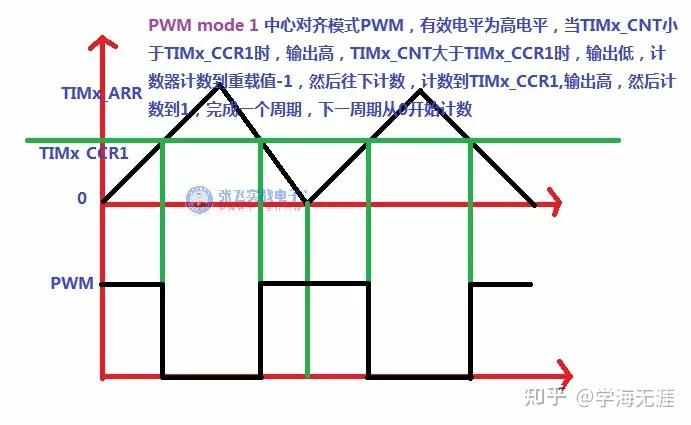 PWM mode 1 中心对齐模式PWM，有效电平为高电平，当TIMx_CNT小
于TIMx_CCR1时，输出高，TIMx_CNT大于TIMx_CCR1时，输出低，计
数器计数到重载值-1，然后往下计数，计数到TIMx_CCR1,输出高，然后计
数到1，完成一个周期，下一周期从0开始计数
TIMx_ARR
TIMx_CCR1
0
张飞实战电子
PWM
知乎 @学海无涯